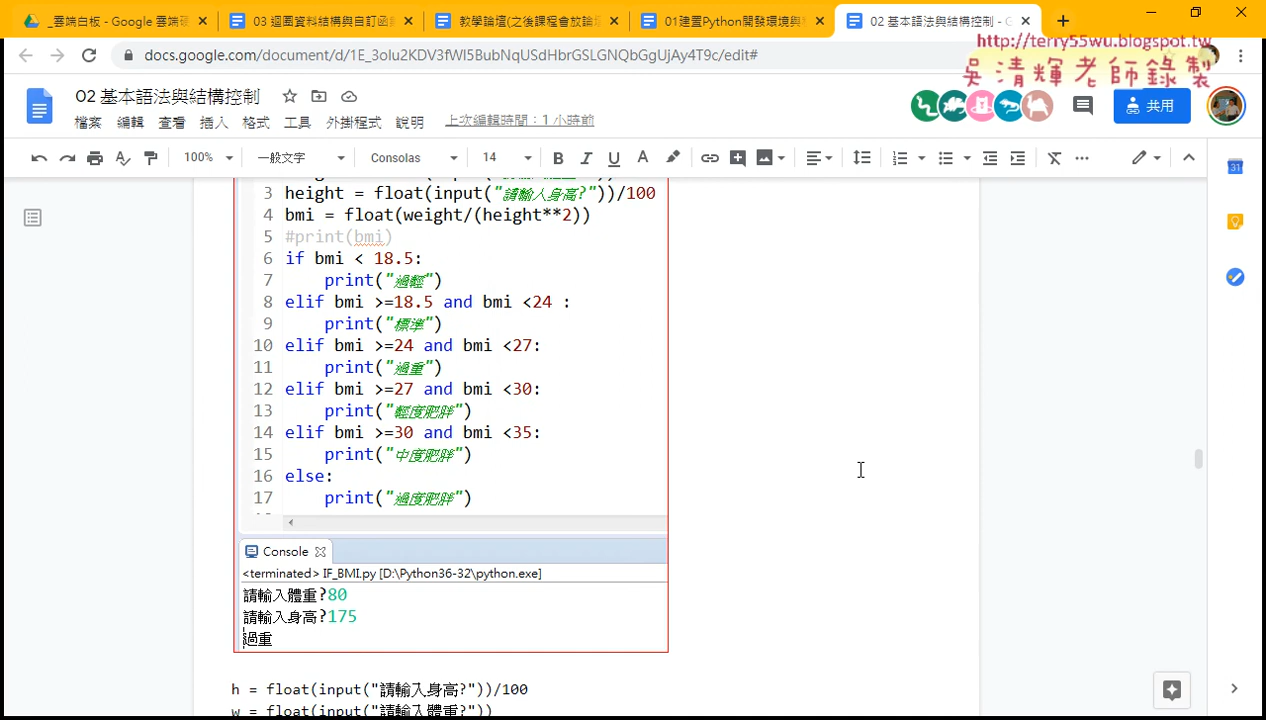 _雲端白板 - Google 雲端硬
03 迴圈資料結構與自訂函
教學論壇(之後課程會放論
01建置Python開發環境與
02 基本語法與結構控制 - G
docs.google.com/document/d/1E_3oIu2KDV3fWI5BubNqUSdHbrGSLGNQbGgUjAy4T9c/edit#
http://terry55wu.blogspot.tw
吳清輝老師錄製
02 基本語法與結構控制
共用
檔案 編輯 查看 插入 格式 工具 外掛程式 說明 上次編輯時間：1 小時前
100% 一般文字 Consolas 14 B I U A
31
3 height = float(input("請輸入身高?"))/100
4 bmi = float(weight/(height**2))
5 #print(bmi)
6 if bmi < 18.5:
7 print("過輕")
8 elif bmi >=18.5 and bmi <24 :
9 print("標準")
10 elif bmi >=24 and bmi <27:
11 print("過重")
12 elif bmi >=27 and bmi <30:
13 print("輕度肥胖")
14 elif bmi >=30 and bmi <35:
15 print("中度肥胖")
16 else:
17 print("過度肥胖")
Console
<terminated> IF_BMI.py [D:\Python36-32\python.exe]
請輸入體重?80
請輸入身高?175
過重
h = float(input("請輸入身高?"))/100
w = float(input("請輸入體重?"))